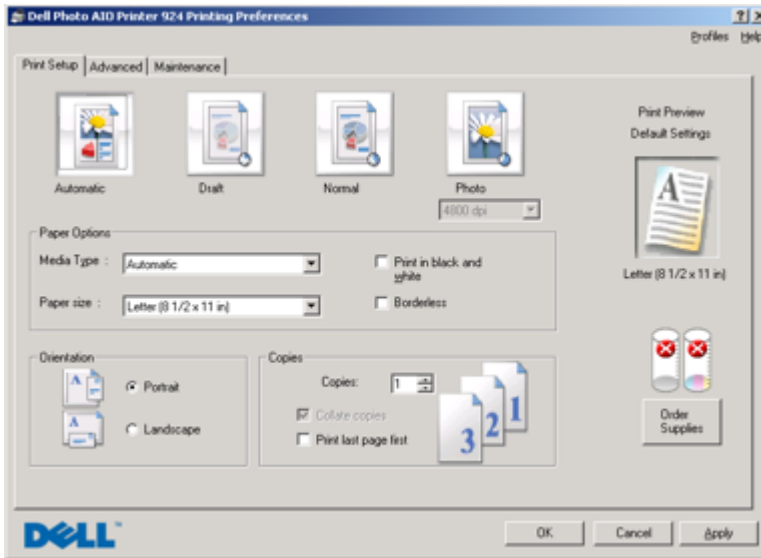 Dell Photo AIO Printer 924 Printing Preferences
Profiles Help
Print Setup Advanced Maintenance
Automatic
Draft
Normal
Photo
4800 dpi
Print Preview
Default Settings
A
Letter (8 1/2 x 11 in)
Paper Options
Media Type : Automatic
Print in black and
white
Paper size : Letter (8 1/2 x 11 in)
Borderless
Orientation
A
Portrait
A
Landscape
Copies
Copies: 1
Collate copies
Print last page first
3 2 1
Order
Supplies
DELL™
OK Cancel Apply